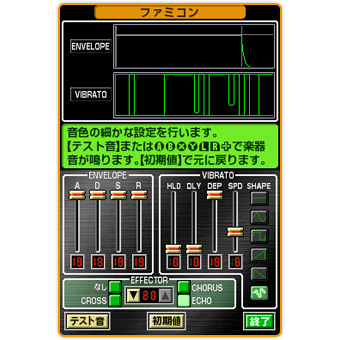 ファミコン
ENVELOPE
VIBRATO
音色の細かな設定を行います。
【テスト音】またはⒶⒷⓍⓎLR✚で楽器
音が鳴ります。【初期値】で元に戻ります。
ENVELOPE
VIBRATO
A D S R
HLD DLY DEP SPD SHAPE
19 19 19 19
EFFECTOR
なし
CHORUS
CROSS
ECHO
テスト音
初期値
終了